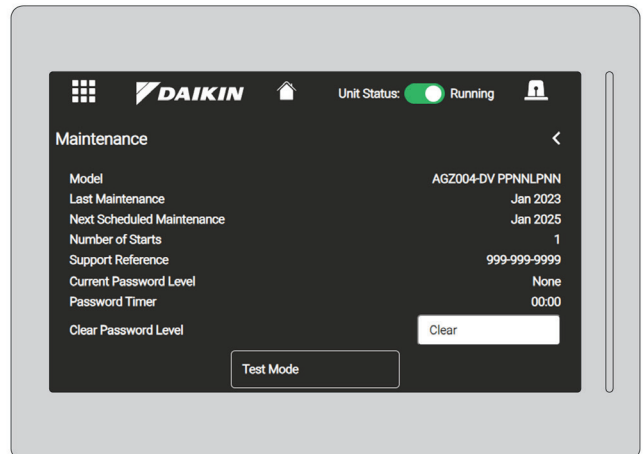 DAIKIN Unit Status: Running
Maintenance
Model AGZ004-DV PPNNLPNN
Last Maintenance Jan 2023
Next Scheduled Maintenance Jan 2025
Number of Starts 1
Support Reference 999-999-9999
Current Password Level None
Password Timer 00:00
Clear Password Level Clear
Test Mode